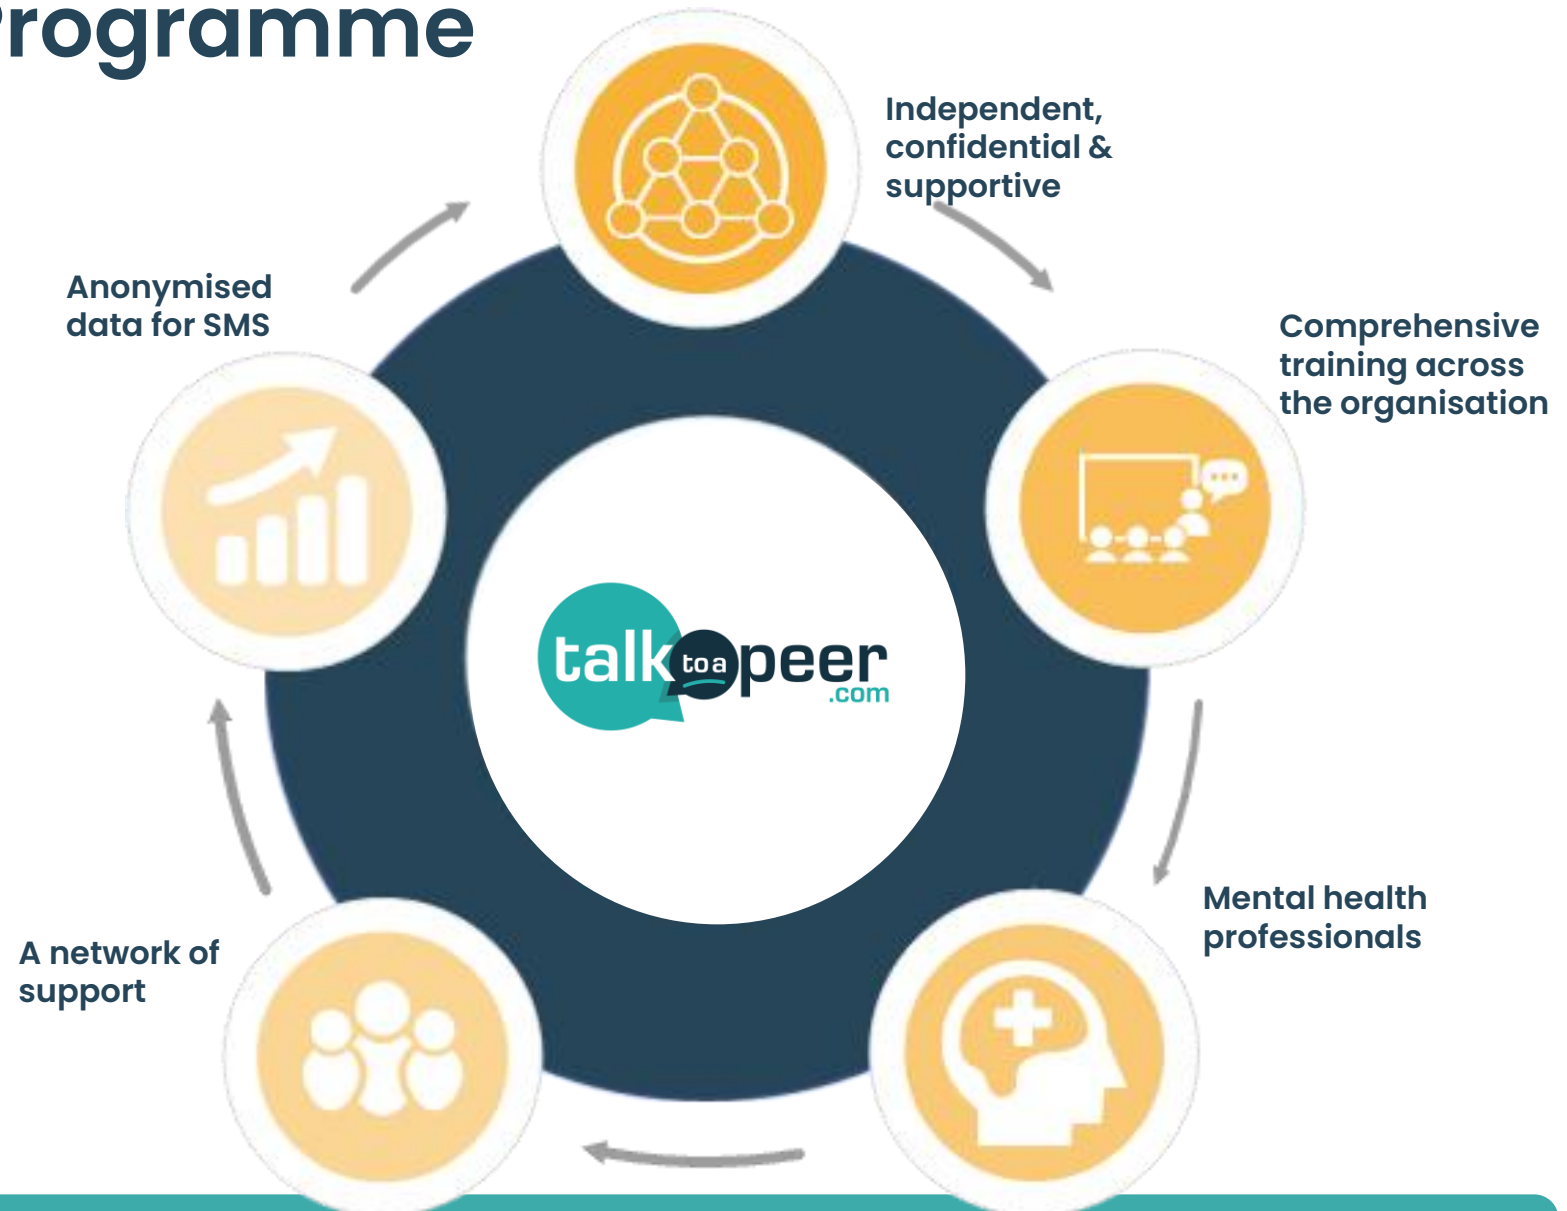 Programme
Independent,
confidential &
supportive
Comprehensive
training across
the organisation
Mental health
professionals
A network of
support
Anonymised
data for SMS
talk to a peer
.com